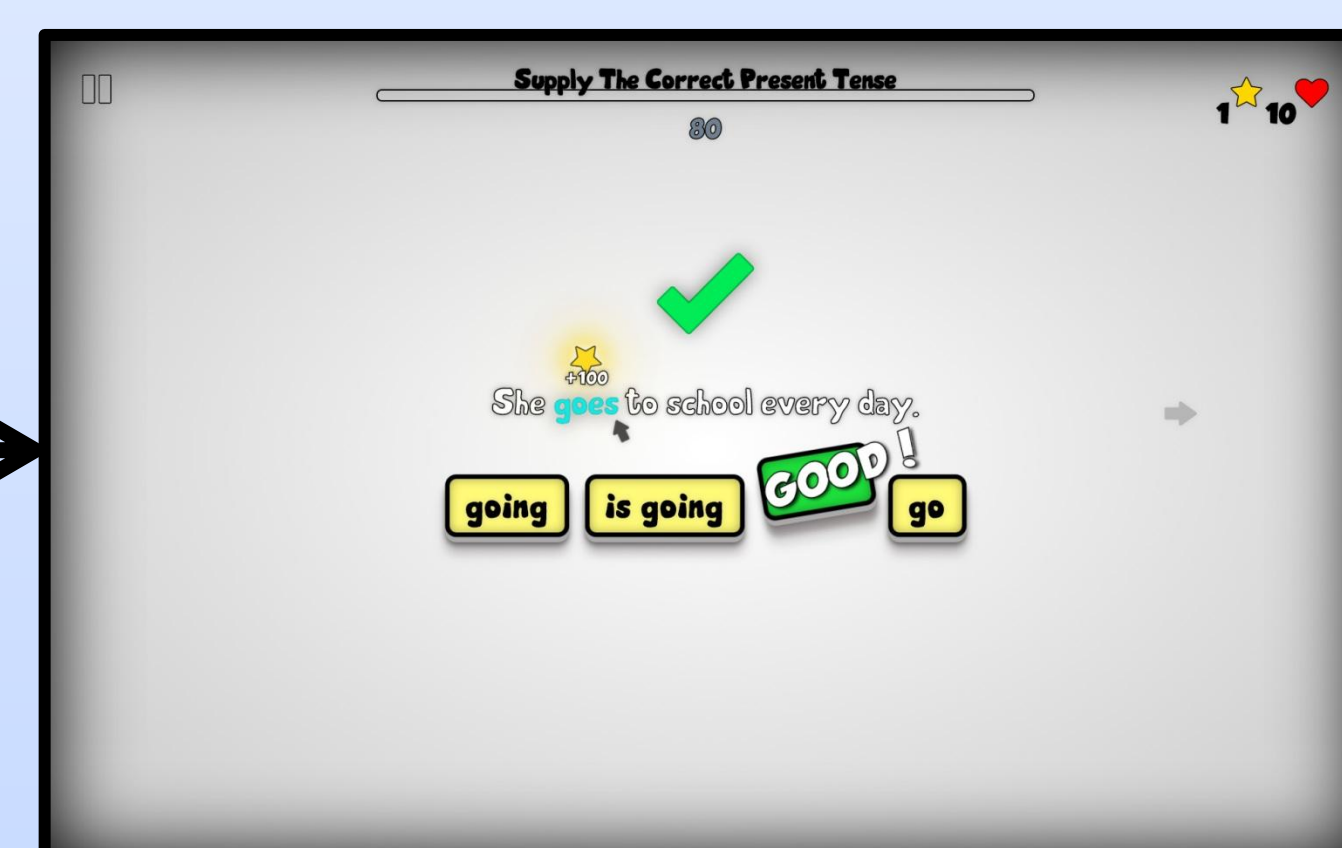 Supply The Correct Present Tense
80
1 10
+100
She goes to school every day.
GOOD!
going is going go